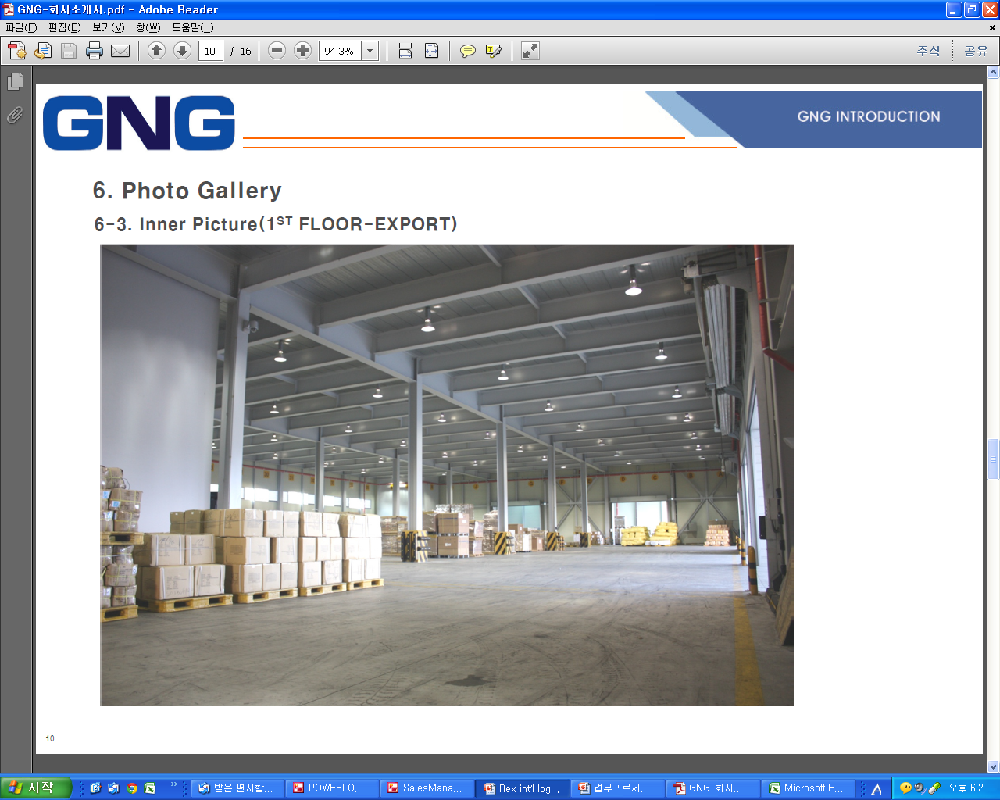 GNG-회사소개서.pdf - Adobe Reader
파일(F) 편집(E) 보기(V) 창(W) 도움말(H)
10 / 16 94.3% 주석 공유
GNG
GNG INTRODUCTION
6. Photo Gallery
6-3. Inner Picture(1ST FLOOR-EXPORT)
10
시작 받은 편지함... POWERLO... SalesMana... Rex int'l log... 업무프로세... GNG-회사... Microsoft E... A 오후 6:29